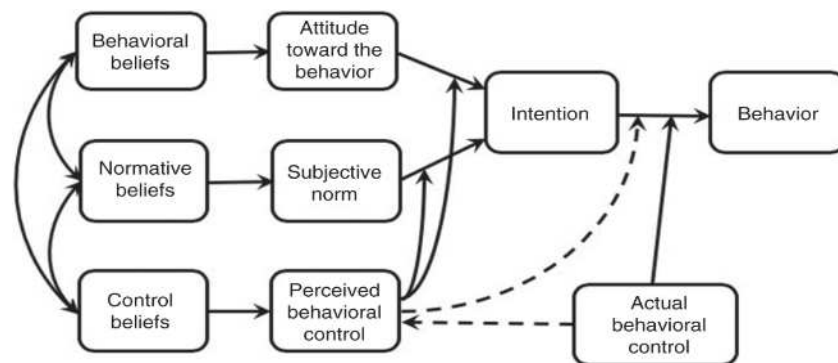 Behavioral
beliefs
Attitude
toward the
behavior
Intention
Behavior
Normative
beliefs
Subjective
norm
Control
beliefs
Perceived
behavioral
control
Actual
behavioral
control